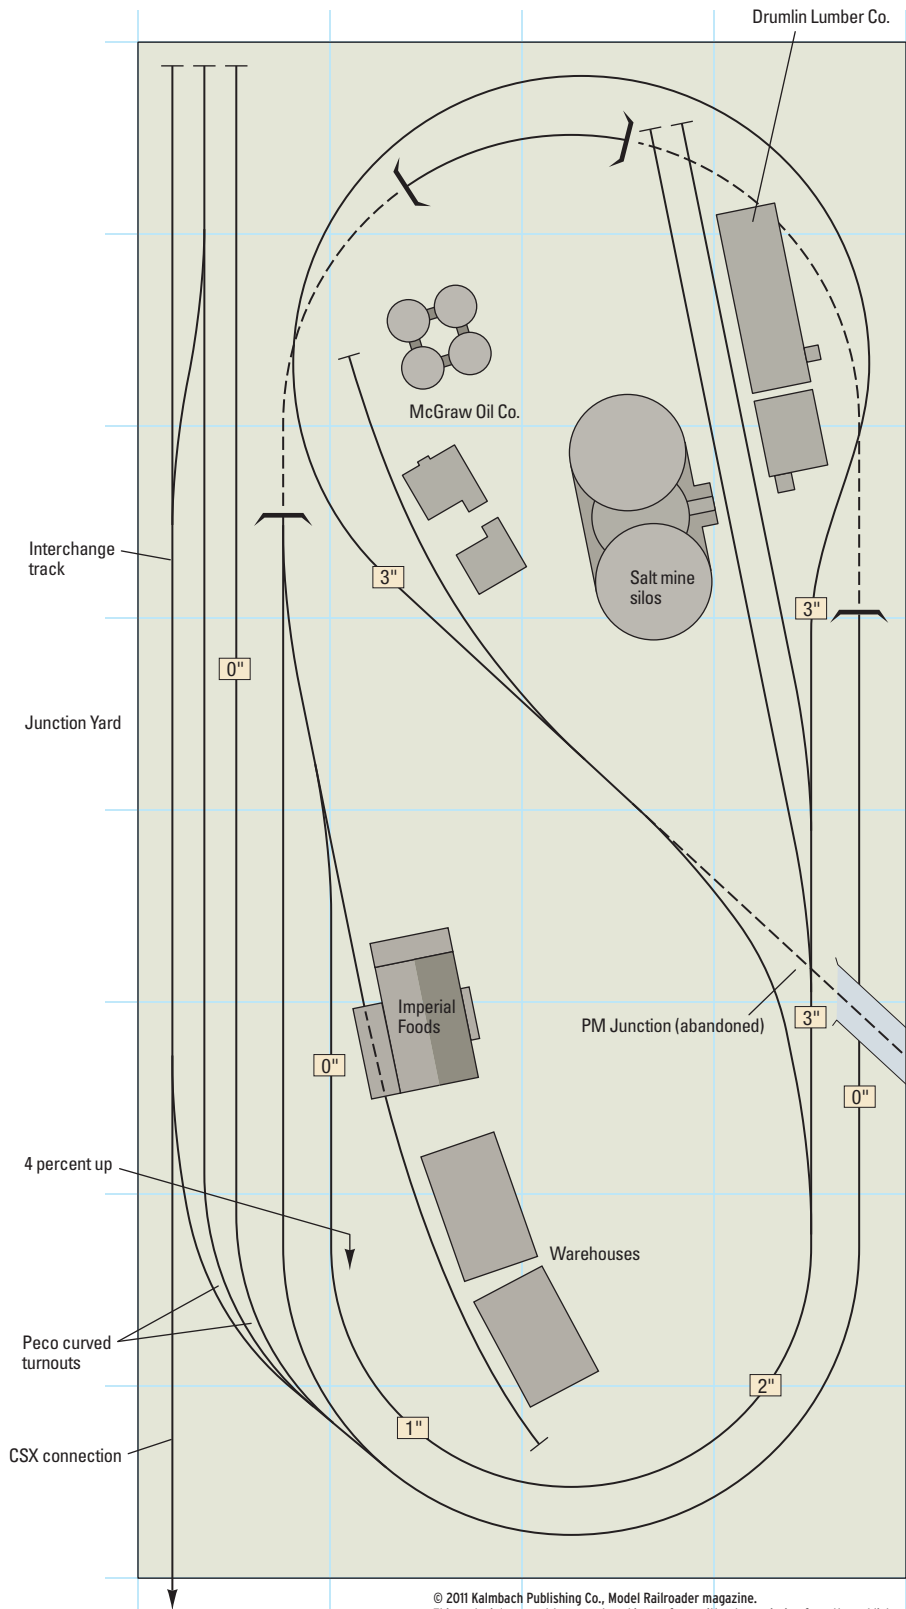 Drumlin Lumber Co.
McGraw Oil Co.
Interchange
track
3"
Salt mine
silos
3"
0"
Junction Yard
Imperial
Foods
PM Junction (abandoned)
3"
0"
0"
4 percent up
Warehouses
Peco curved
turnouts
2"
1"
CSX connection
© 2011 Kalmbach Publishing Co., Model Railroader magazine.